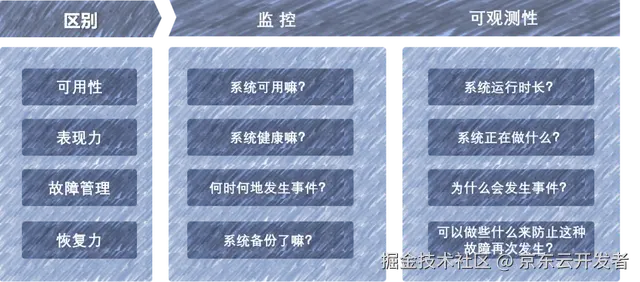 区别 监 控 可观测性
可用性 系统可用嘛？ 系统运行时长？
表现力 系统健康嘛？ 系统正在做什么？
故障管理 何时何地发生事件？ 为什么会发生事件？
恢复力 系统备份了嘛？ 可以做些什么来防止这种
故障再次发生？
掘金技术社区 @ 京东云开发者